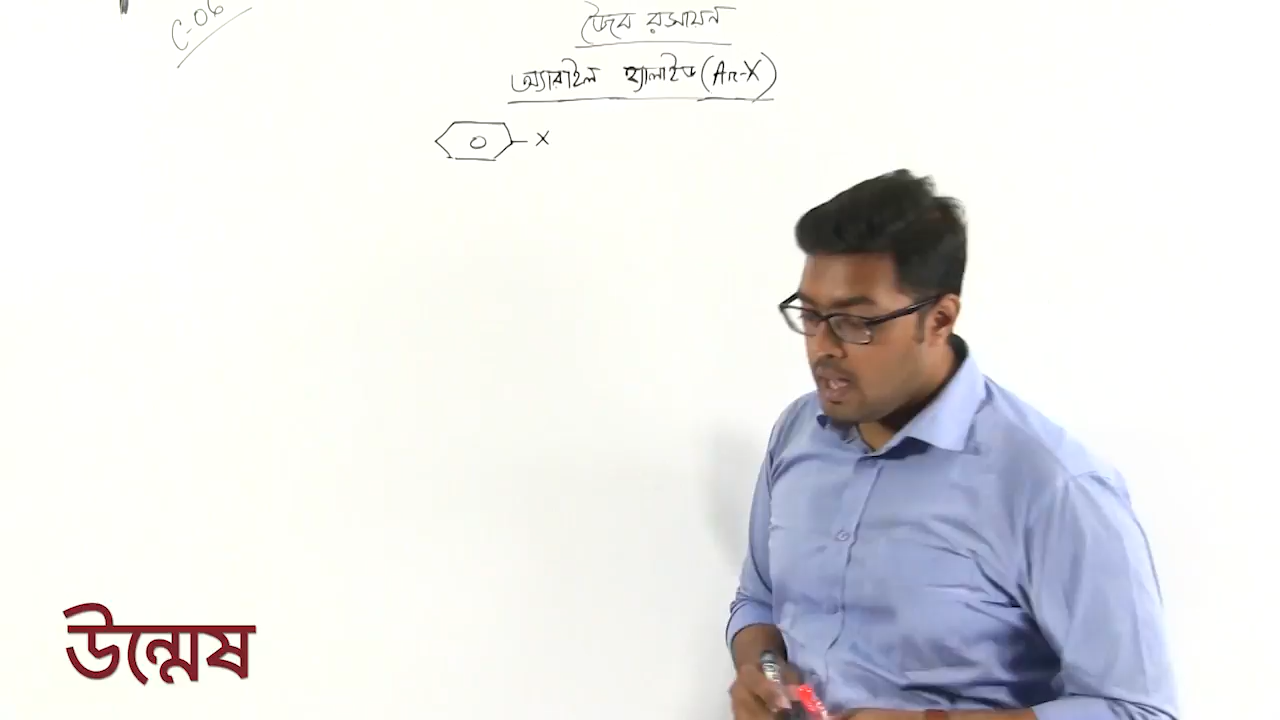 C-06
জৈব রসায়ন
অ্যারাইল হ্যালাইড (Ar-X)
X
উন্মেষ